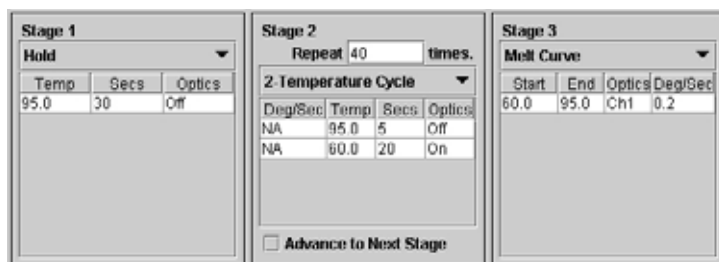 Stage 1
Hold
Temp Secs Optics
95.0 30 Off
Stage 2
Repeat 40 times.
2-Temperature Cycle
Deg/Sec Temp Secs Optics
NA 95.0 5 Off
NA 60.0 20 On
Advance to Next Stage
Stage 3
Melt Curve
Start End Optics Deg/Sec
60.0 95.0 Ch1 0.2